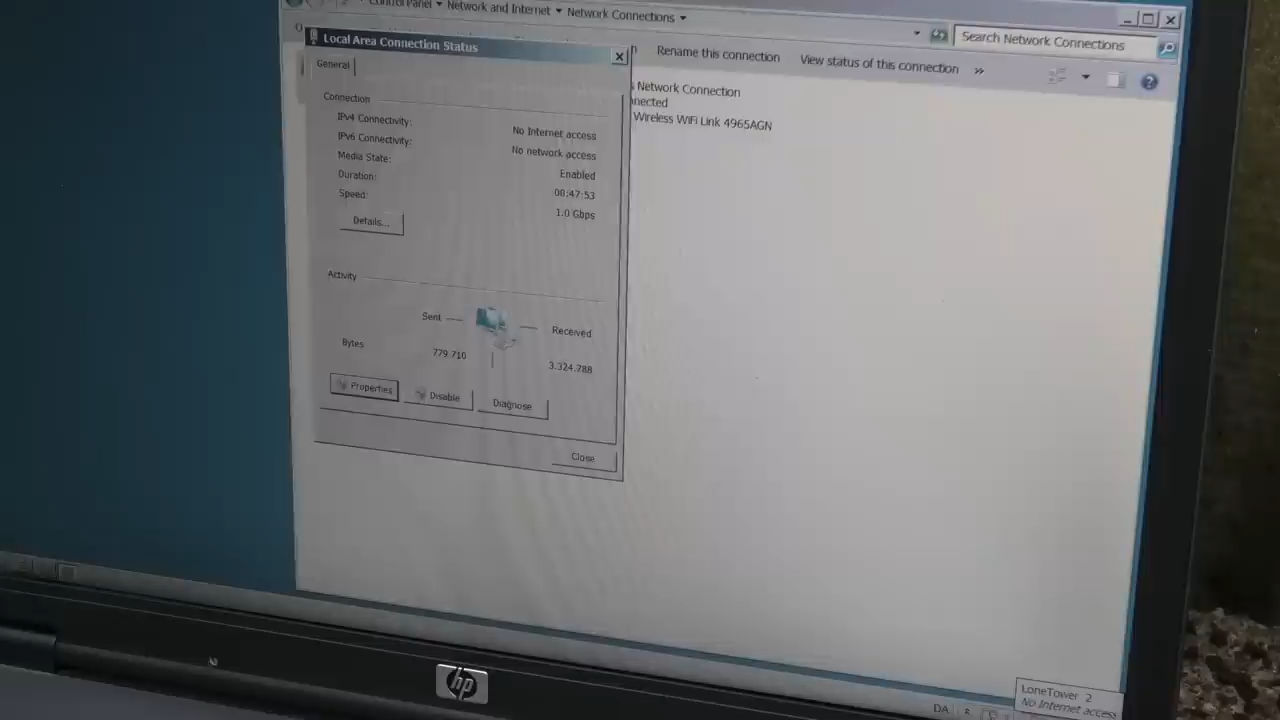 Control Panel Network and Internet Network Connections
Search Network Connections
Local Area Connection Status
Rename this connection
View status of this connection »
General
Network Connection
Wireless WiFi Link 4965AGN
Connection
IPv4 Connectivity: No Internet access
IPv6 Connectivity: No network access
Media State: Enabled
Duration: 00:47:53
Speed: 1.0 Gbps
Details...
Activity
Sent
Received
Bytes 779.710 3.324.788
Properties
Disable
Diagnose
Close
hp
LoneTower 2
No Internet access
DA